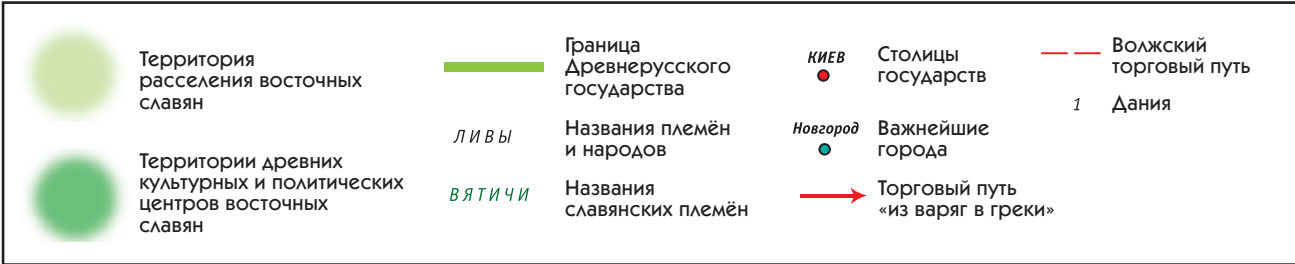 Территория
расселения восточных
славян
Территории древних
культурных и политических
центров восточных
славян
Граница
Древнерусского
государства
ЛИВЫ
Названия племён
и народов
ВЯТИЧИ
Названия
славянских племён
КИЕВ
Столицы
государств
Новгород
Важнейшие
города
Торговый путь
«из варяг в греки»
Волжский
торговый путь
1
Дания